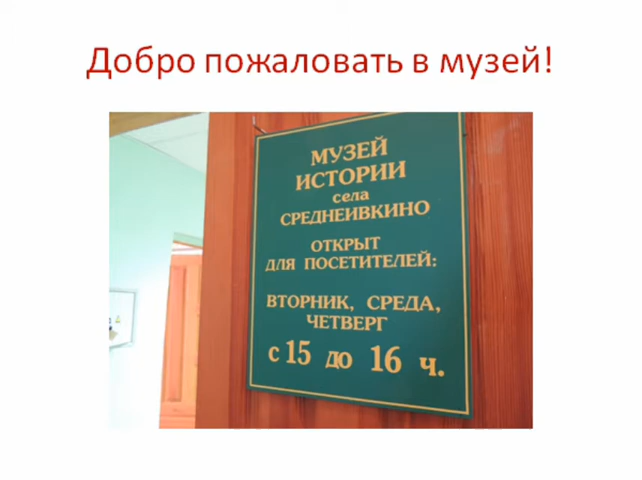 Добро пожаловать в музей!
МУЗЕЙ
ИСТОРИИ
села
СРЕДНЕИВКИНО
ОТКРЫТ
ДЛЯ ПОСЕТИТЕЛЕЙ:
ВТОРНИК, СРЕДА,
ЧЕТВЕРГ
с 15 до 16 ч.